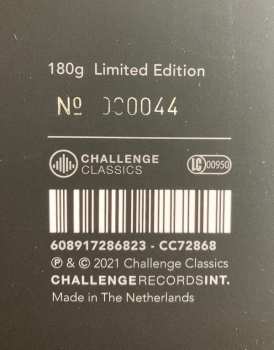 180g Limited Edition
№ 000044
CHALLENGE
CLASSICS
LC 00950
608917286823 - CC72868
℗ & © 2021 Challenge Classics
CHALLENGERECORDSINT.
Made in The Netherlands